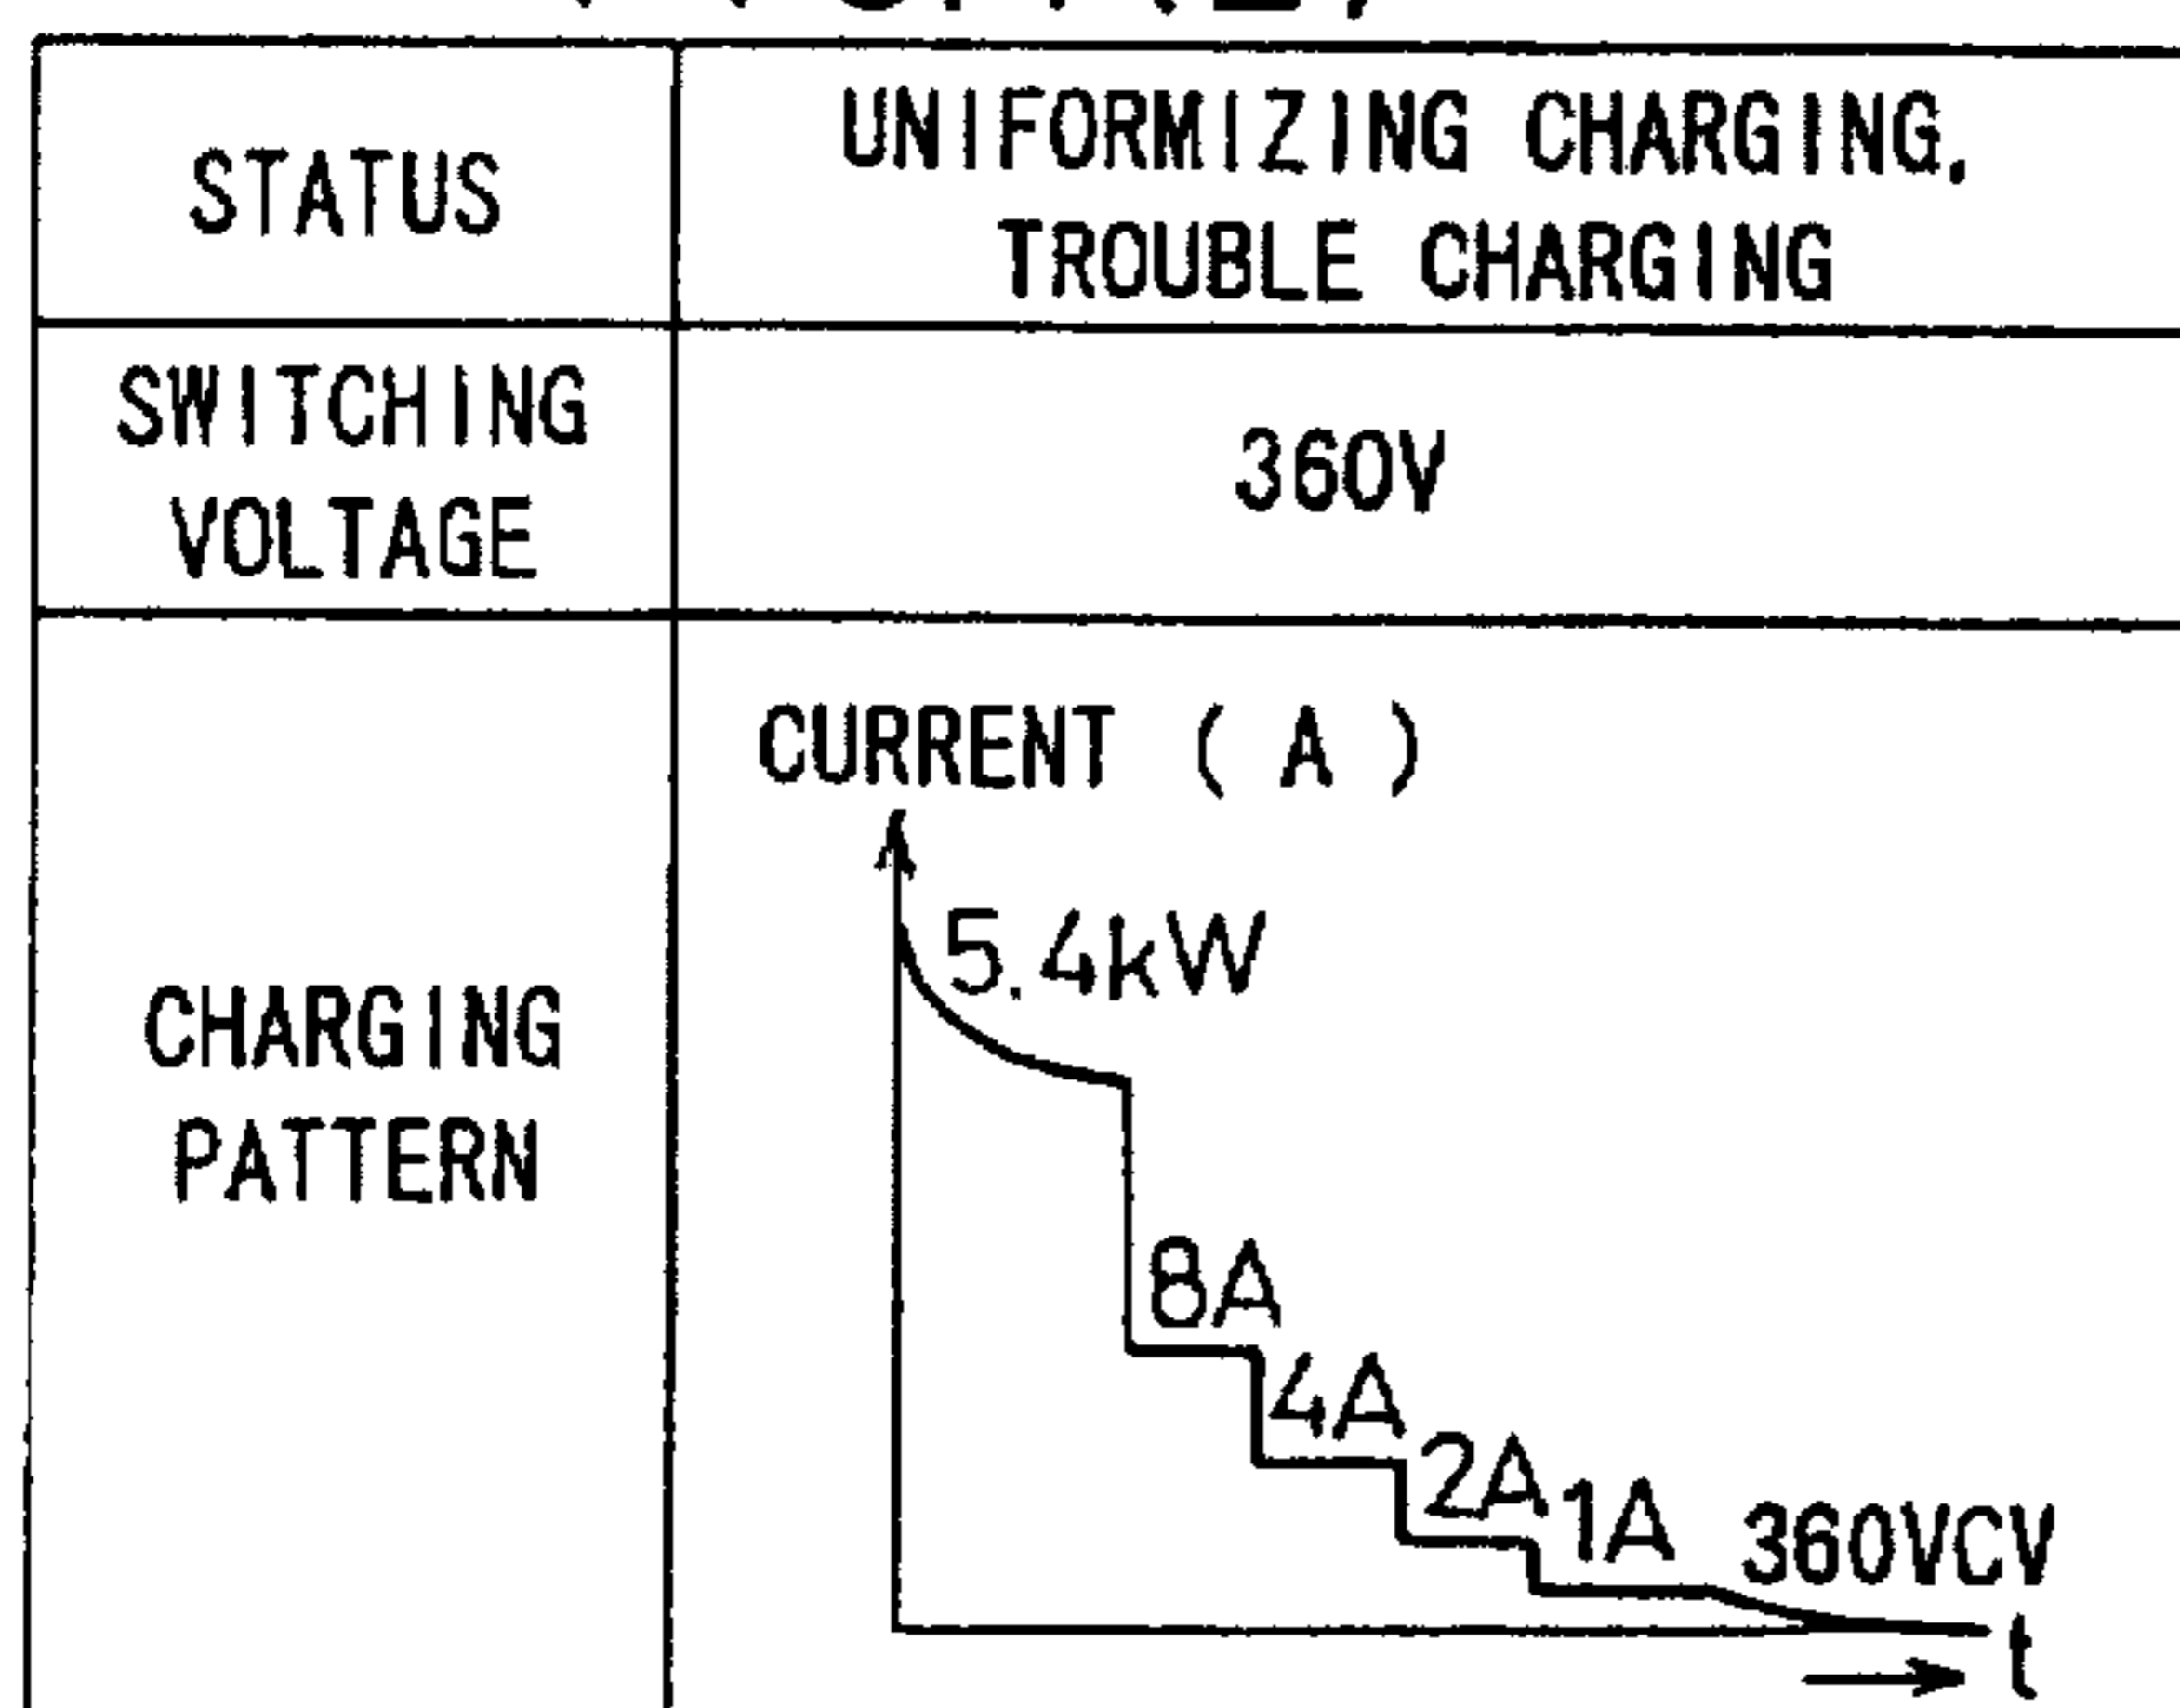 STATUS
UNIFORMIZING CHARGING,
TROUBLE CHARGING
SWITCHING
VOLTAGE
360V
CHARGING
PATTERN
CURRENT ( A )
5.4kW
8A
4A
2A
1A
360VCV
t